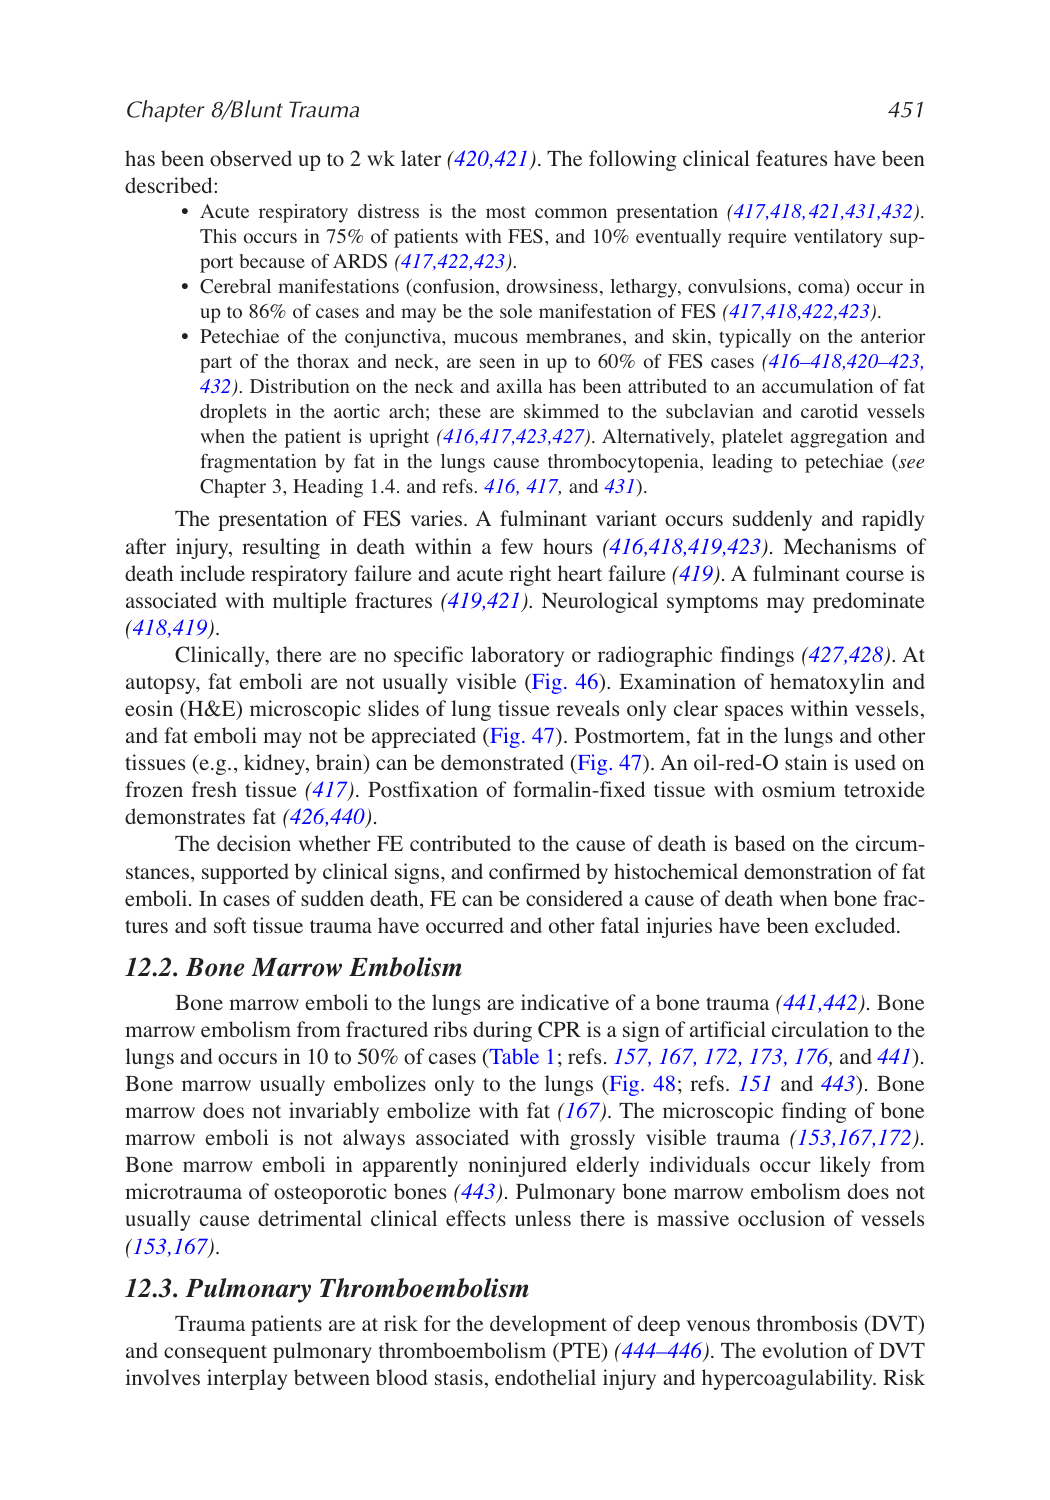 Chapter 8/Blunt Trauma 451
has been observed up to 2 wk later (420,421). The following clinical features have been
described:
• Acute respiratory distress is the most common presentation (417,418,421,431,432).
This occurs in 75% of patients with FES, and 10% eventually require ventilatory sup-
port because of ARDS (417,422,423).
• Cerebral manifestations (confusion, drowsiness, lethargy, convulsions, coma) occur in
up to 86% of cases and may be the sole manifestation of FES (417,418,422,423).
• Petechiae of the conjunctiva, mucous membranes, and skin, typically on the anterior
part of the thorax and neck, are seen in up to 60% of FES cases (416–418,420–423,
432). Distribution on the neck and axilla has been attributed to an accumulation of fat
droplets in the aortic arch; these are skimmed to the subclavian and carotid vessels
when the patient is upright (416,417,423,427). Alternatively, platelet aggregation and
fragmentation by fat in the lungs cause thrombocytopenia, leading to petechiae (see
Chapter 3, Heading 1.4. and refs. 416, 417, and 431).
The presentation of FES varies. A fulminant variant occurs suddenly and rapidly
after injury, resulting in death within a few hours (416,418,419,423). Mechanisms of
death include respiratory failure and acute right heart failure (419). A fulminant course is
associated with multiple fractures (419,421). Neurological symptoms may predominate
(418,419).
Clinically, there are no specific laboratory or radiographic findings (427,428). At
autopsy, fat emboli are not usually visible (Fig. 46). Examination of hematoxylin and
eosin (H&E) microscopic slides of lung tissue reveals only clear spaces within vessels,
and fat emboli may not be appreciated (Fig. 47). Postmortem, fat in the lungs and other
tissues (e.g., kidney, brain) can be demonstrated (Fig. 47). An oil-red-O stain is used on
frozen fresh tissue (417). Postfixation of formalin-fixed tissue with osmium tetroxide
demonstrates fat (426,440).
The decision whether FE contributed to the cause of death is based on the circum-
stances, supported by clinical signs, and confirmed by histochemical demonstration of fat
emboli. In cases of sudden death, FE can be considered a cause of death when bone frac-
tures and soft tissue trauma have occurred and other fatal injuries have been excluded.
12.2. Bone Marrow Embolism
Bone marrow emboli to the lungs are indicative of a bone trauma (441,442). Bone
marrow embolism from fractured ribs during CPR is a sign of artificial circulation to the
lungs and occurs in 10 to 50% of cases (Table 1; refs. 157, 167, 172, 173, 176, and 441).
Bone marrow usually embolizes only to the lungs (Fig. 48; refs. 151 and 443). Bone
marrow does not invariably embolize with fat (167). The microscopic finding of bone
marrow emboli is not always associated with grossly visible trauma (153,167,172).
Bone marrow emboli in apparently noninjured elderly individuals occur likely from
microtrauma of osteoporotic bones (443). Pulmonary bone marrow embolism does not
usually cause detrimental clinical effects unless there is massive occlusion of vessels
(153,167).
12.3. Pulmonary Thromboembolism
Trauma patients are at risk for the development of deep venous thrombosis (DVT)
and consequent pulmonary thromboembolism (PTE) (444–446). The evolution of DVT
involves interplay between blood stasis, endothelial injury and hypercoagulability. Risk